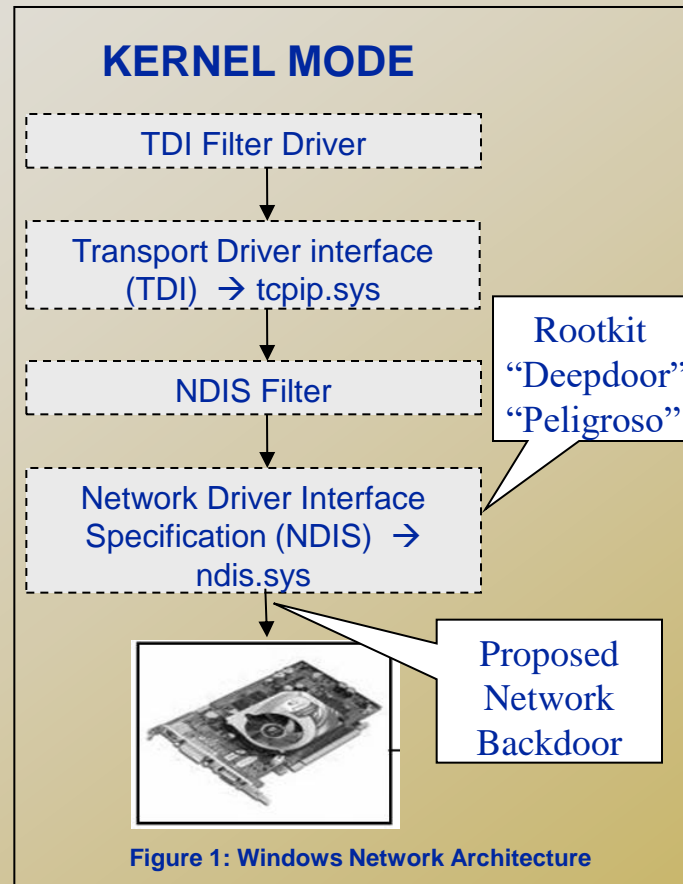 KERNEL MODE
TDI Filter Driver
Transport Driver interface
(TDI) → tcpip.sys
NDIS Filter
Rootkit
“Deepdoor”
“Peligroso”
Network Driver Interface
Specification (NDIS) →
ndis.sys
Proposed
Network
Backdoor
Figure 1: Windows Network Architecture